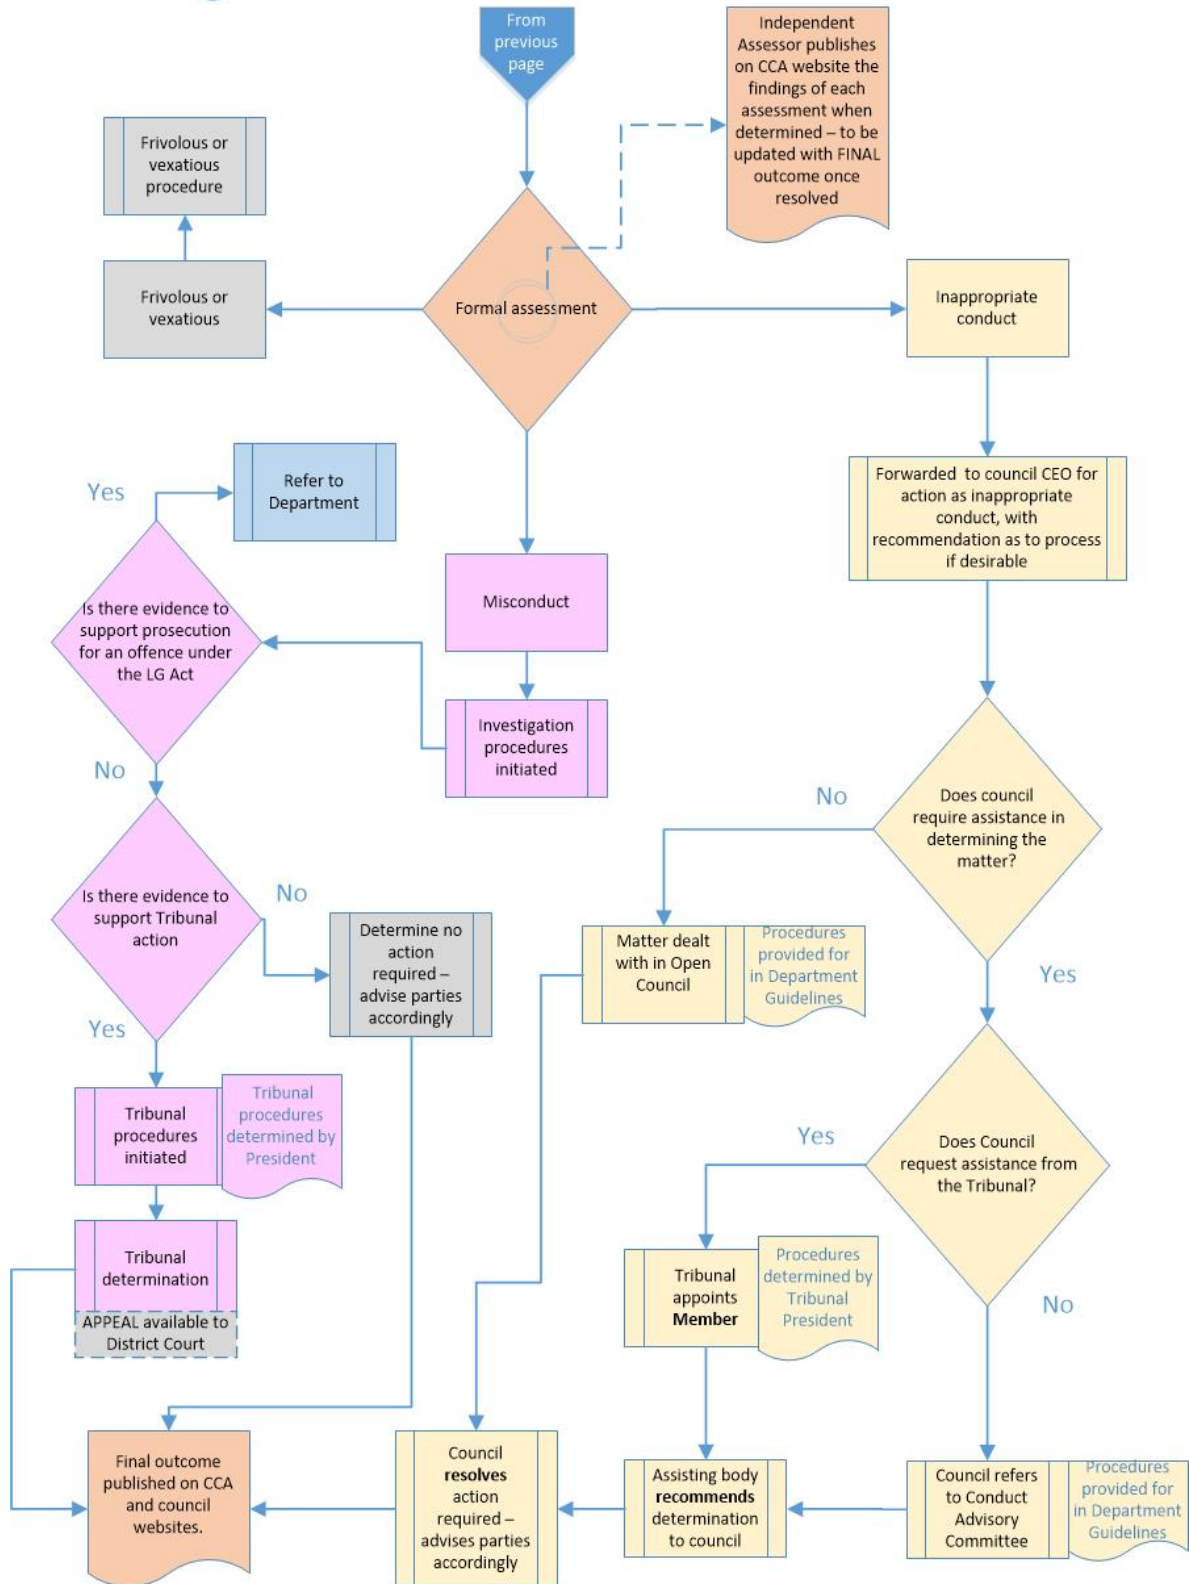 From
previous
page
Independent
Assessor publishes
on CCA website the
findings of each
assessment when
determined – to be
updated with FINAL
outcome once
resolved
Frivolous or
vexatious
procedure
Frivolous or
vexatious
Formal assessment
Inappropriate
conduct
Yes
Refer to
Department
Forwarded to council CEO for
action as inappropriate
conduct, with
recommendation as to process
if desirable
Misconduct
Is there evidence to
support prosecution
for an offence under
the LG Act
Investigation
procedures
initiated
No
No
Does council
require assistance in
determining the
matter?
Is there evidence to
support Tribunal
action
No
Determine no
action
required –
advise parties
accordingly
Matter dealt
with in Open
Council
Procedures
provided for
in Department
Guidelines
Yes
Yes
Tribunal
procedures
initiated
Tribunal
procedures
determined by
President
Yes
Does Council
request assistance from
the Tribunal?
Tribunal
determination
APPEAL available to
District Court
Tribunal
appoints
Member
Procedures
determined by
Tribunal
President
No
Final outcome
published on CCA
and council
websites.
Council
resolves
action
required –
advises parties
accordingly
Assisting body
recommends
determination
to council
Council refers
to Conduct
Advisory
Committee
Procedures
provided for
in Department
Guidelines